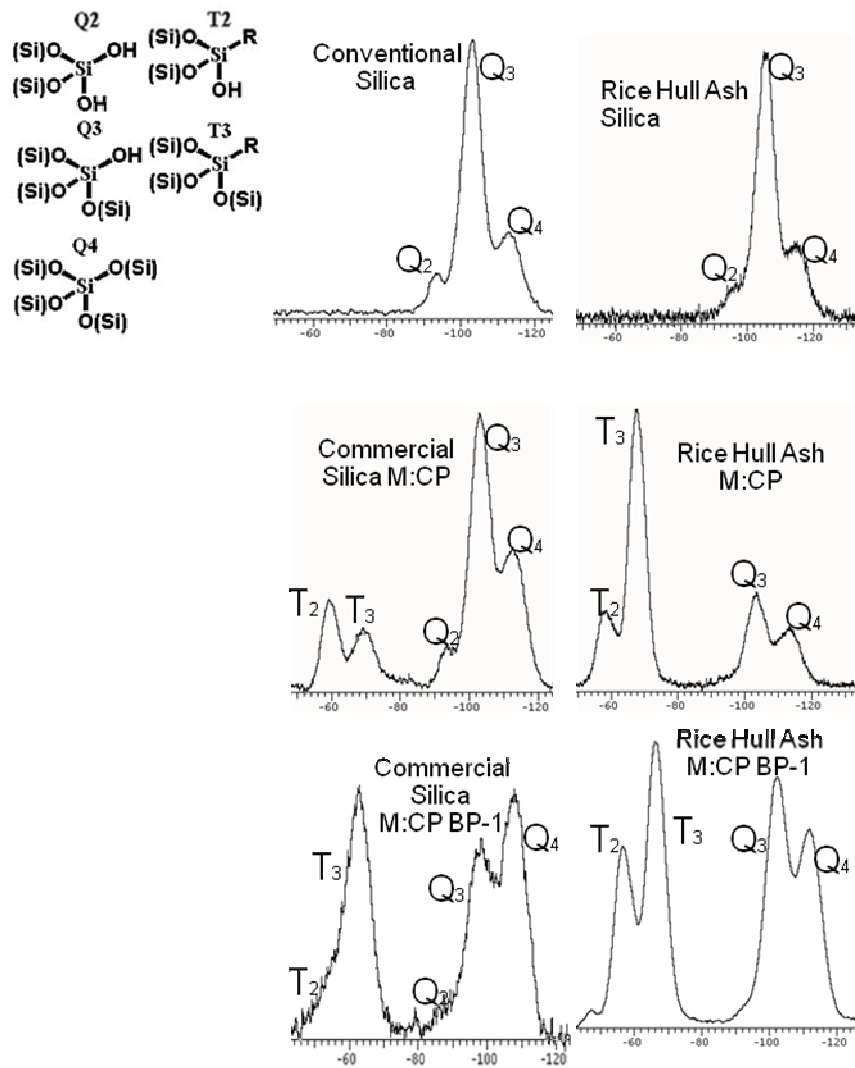 Q2
T2
(Si)O OH
Si
(Si)O
OH
(Si)O R
Si
(Si)O
OH
Q3
T3
(Si)O OH
Si
(Si)O
O(Si)
(Si)O R
Si
(Si)O
O(Si)
Q4
(Si)O O(Si)
Si
(Si)O
O(Si)
Conventional
Silica
Q3
Q2
Q4
-60 -80 -100 -120
Rice Hull Ash
Silica
Q3
Q2
Q4
-60 -80 -100 -120
Commercial
Silica M:CP
T2
T3
Q2
Q3
Q4
-60 -80 -100 -120
Rice Hull Ash
M:CP
T3
T2
Q3
Q4
-60 -80 -100 -120
Commercial
Silica
M:CP BP-1
T3
T2
Q3
Q2
Q4
-60 -80 -100 -120
Rice Hull Ash
M:CP BP-1
T2
T3
Q3
Q4
-60 -80 -100 -120